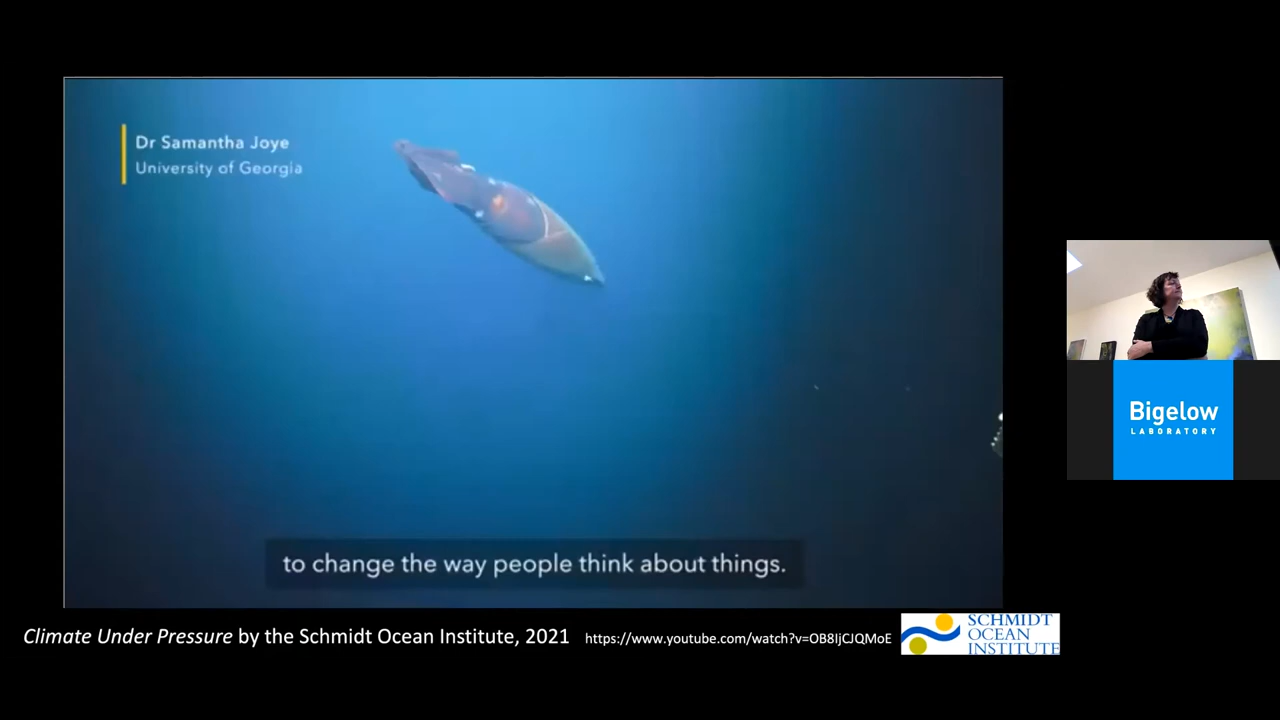 Dr Samantha Joye
University of Georgia
to change the way people think about things.
Climate Under Pressure by the Schmidt Ocean Institute, 2021 https://www.youtube.com/watch?v=OB8IjCJQMoE
SCHMIDT
OCEAN
INSTITUTE
Bigelow
LABORATORY